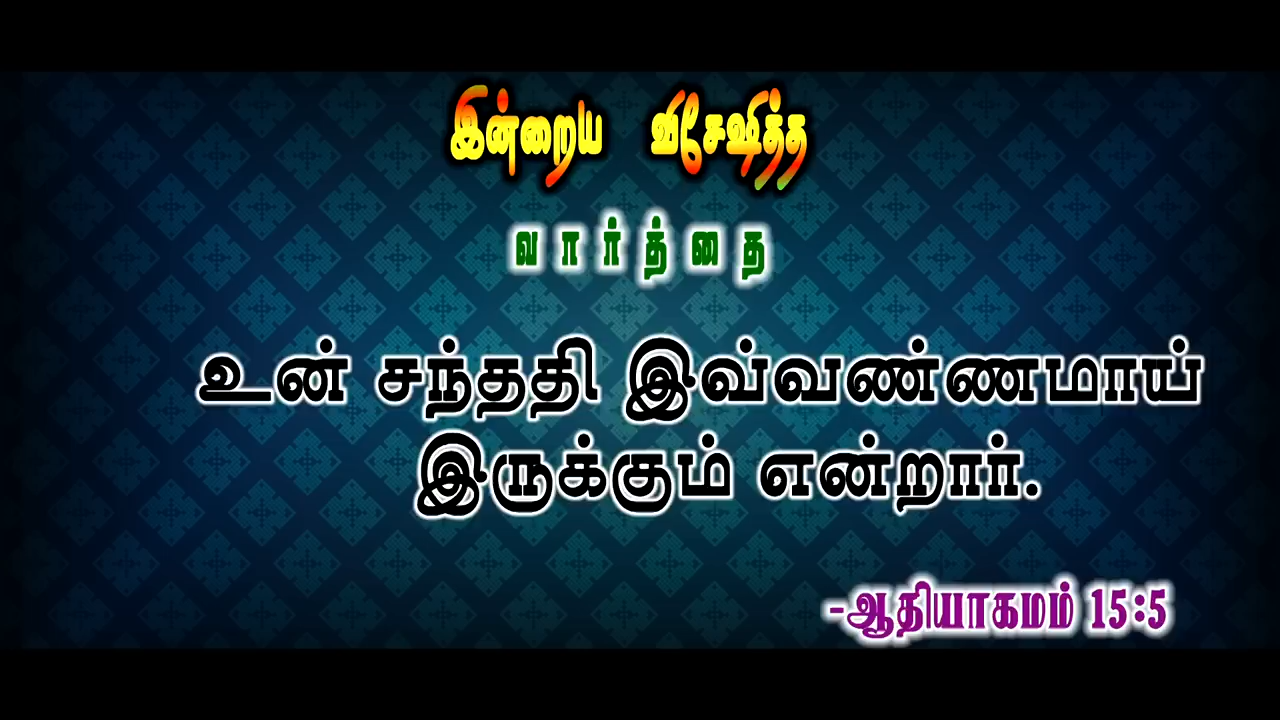 இன்றைய விசேஷித்த
வார்த்தை
உன் சந்ததி இவ்வண்ணமாய்
இருக்கும் என்றார்.
-ஆதியாகமம் 15:5